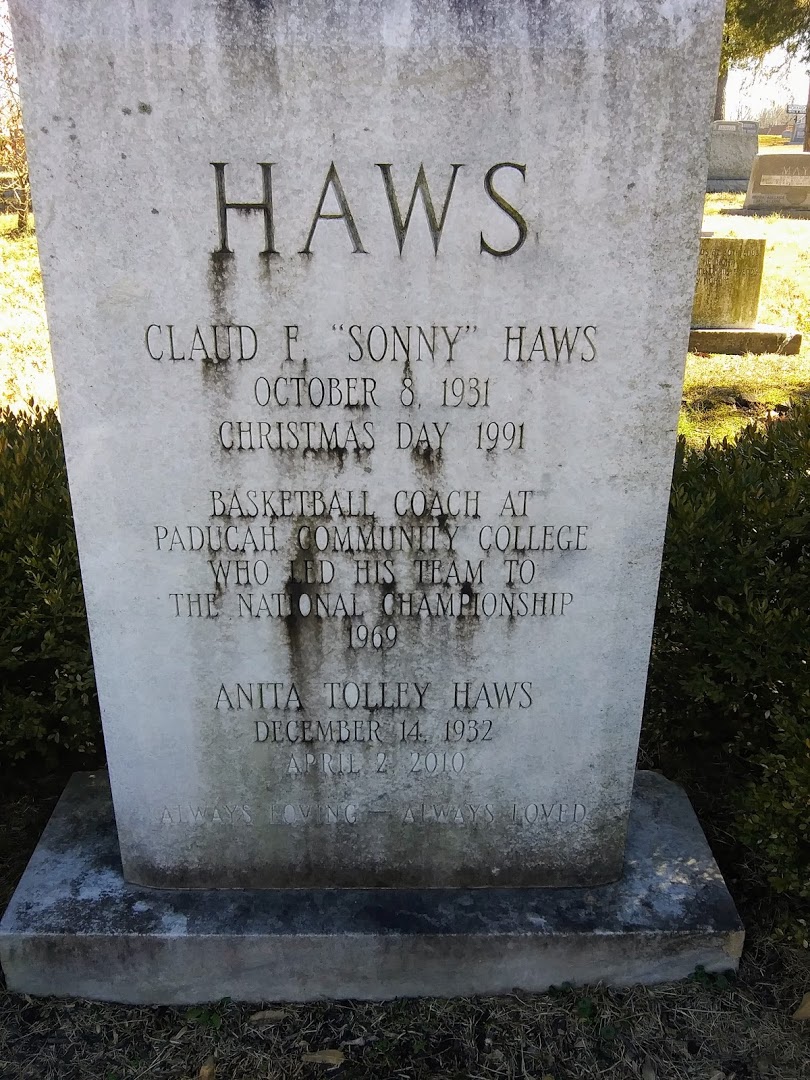 HAWS
CLAUD F. "SONNY" HAWS
OCTOBER 8, 1931
CHRISTMAS DAY 1991
BASKETBALL COACH AT
PADUCAH COMMUNITY COLLEGE
WHO LED HIS TEAM TO
THE NATIONAL CHAMPIONSHIP
1969
ANITA TOLLEY HAWS
DECEMBER 14, 1932
APRIL 2, 2010
ALWAYS LOVING — ALWAYS LOVED